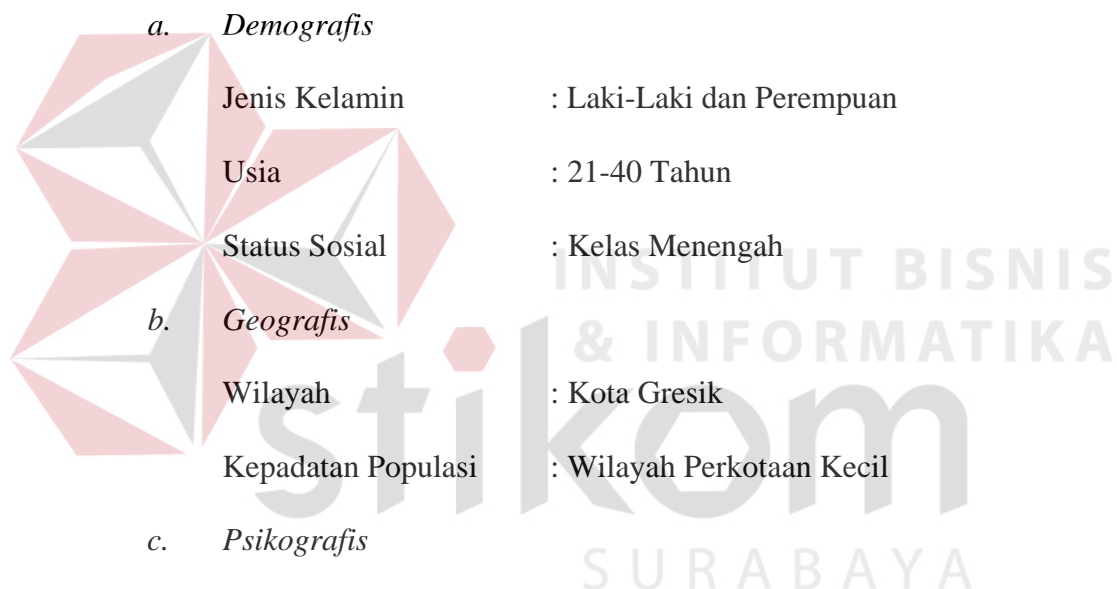 a. Demografis
Jenis Kelamin : Laki-Laki dan Perempuan
Usia : 21-40 Tahun
Status Sosial : Kelas Menengah
INSTITUT BISNIS
b. Geografis
& INFORMATIKA
stikom
Wilayah : Kota Gresik
Kepadatan Populasi : Wilayah Perkotaan Kecil
c. Psikografis
SURABAYA